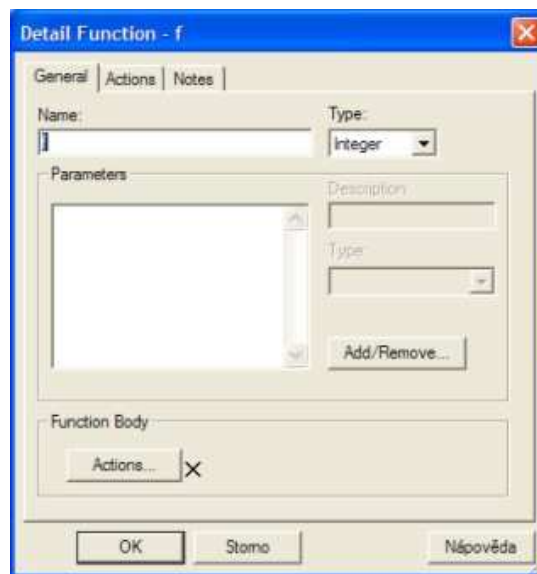 Detail Function - f
General Actions Notes
Name: Type:
f Integer
Parameters
Description
Type
Add/Remove...
Function Body
Actions...
OK Storno Nápověda